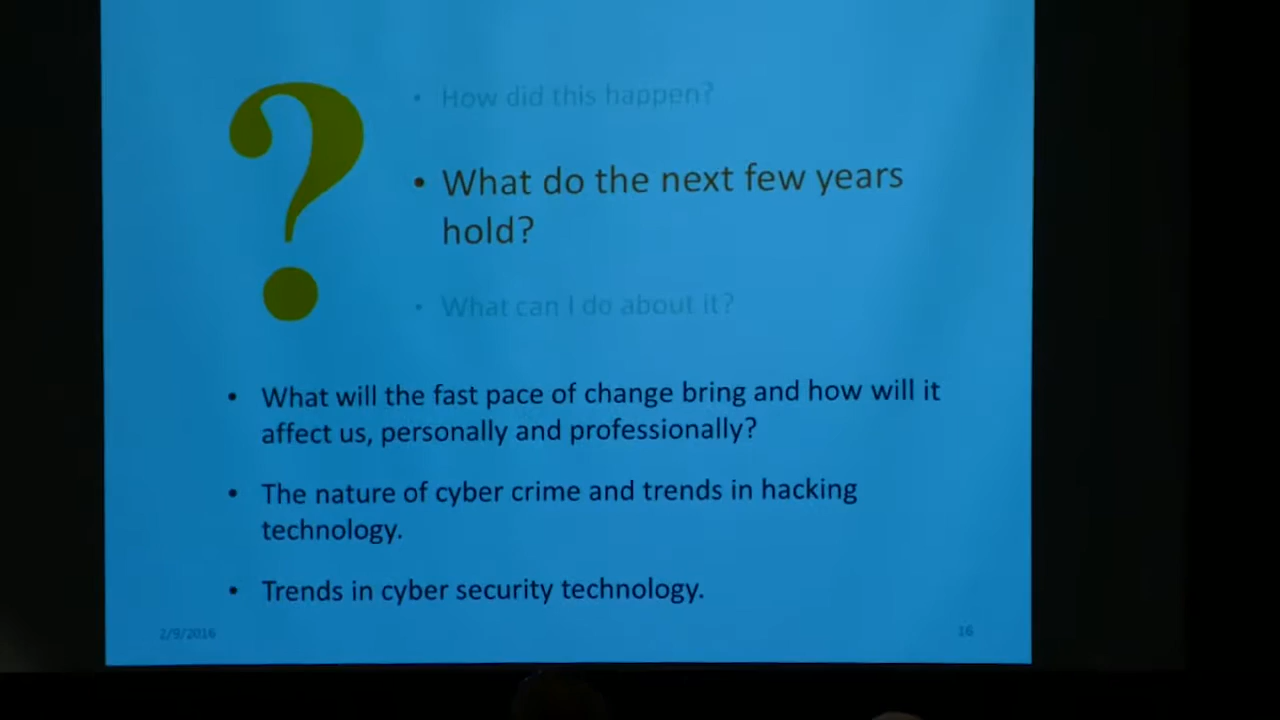 ?
• How did this happen?
• What do the next few years
hold?
• What can I do about it?
• What will the fast pace of change bring and how will it
affect us, personally and professionally?
• The nature of cyber crime and trends in hacking
technology.
• Trends in cyber security technology.
2/9/2016
16